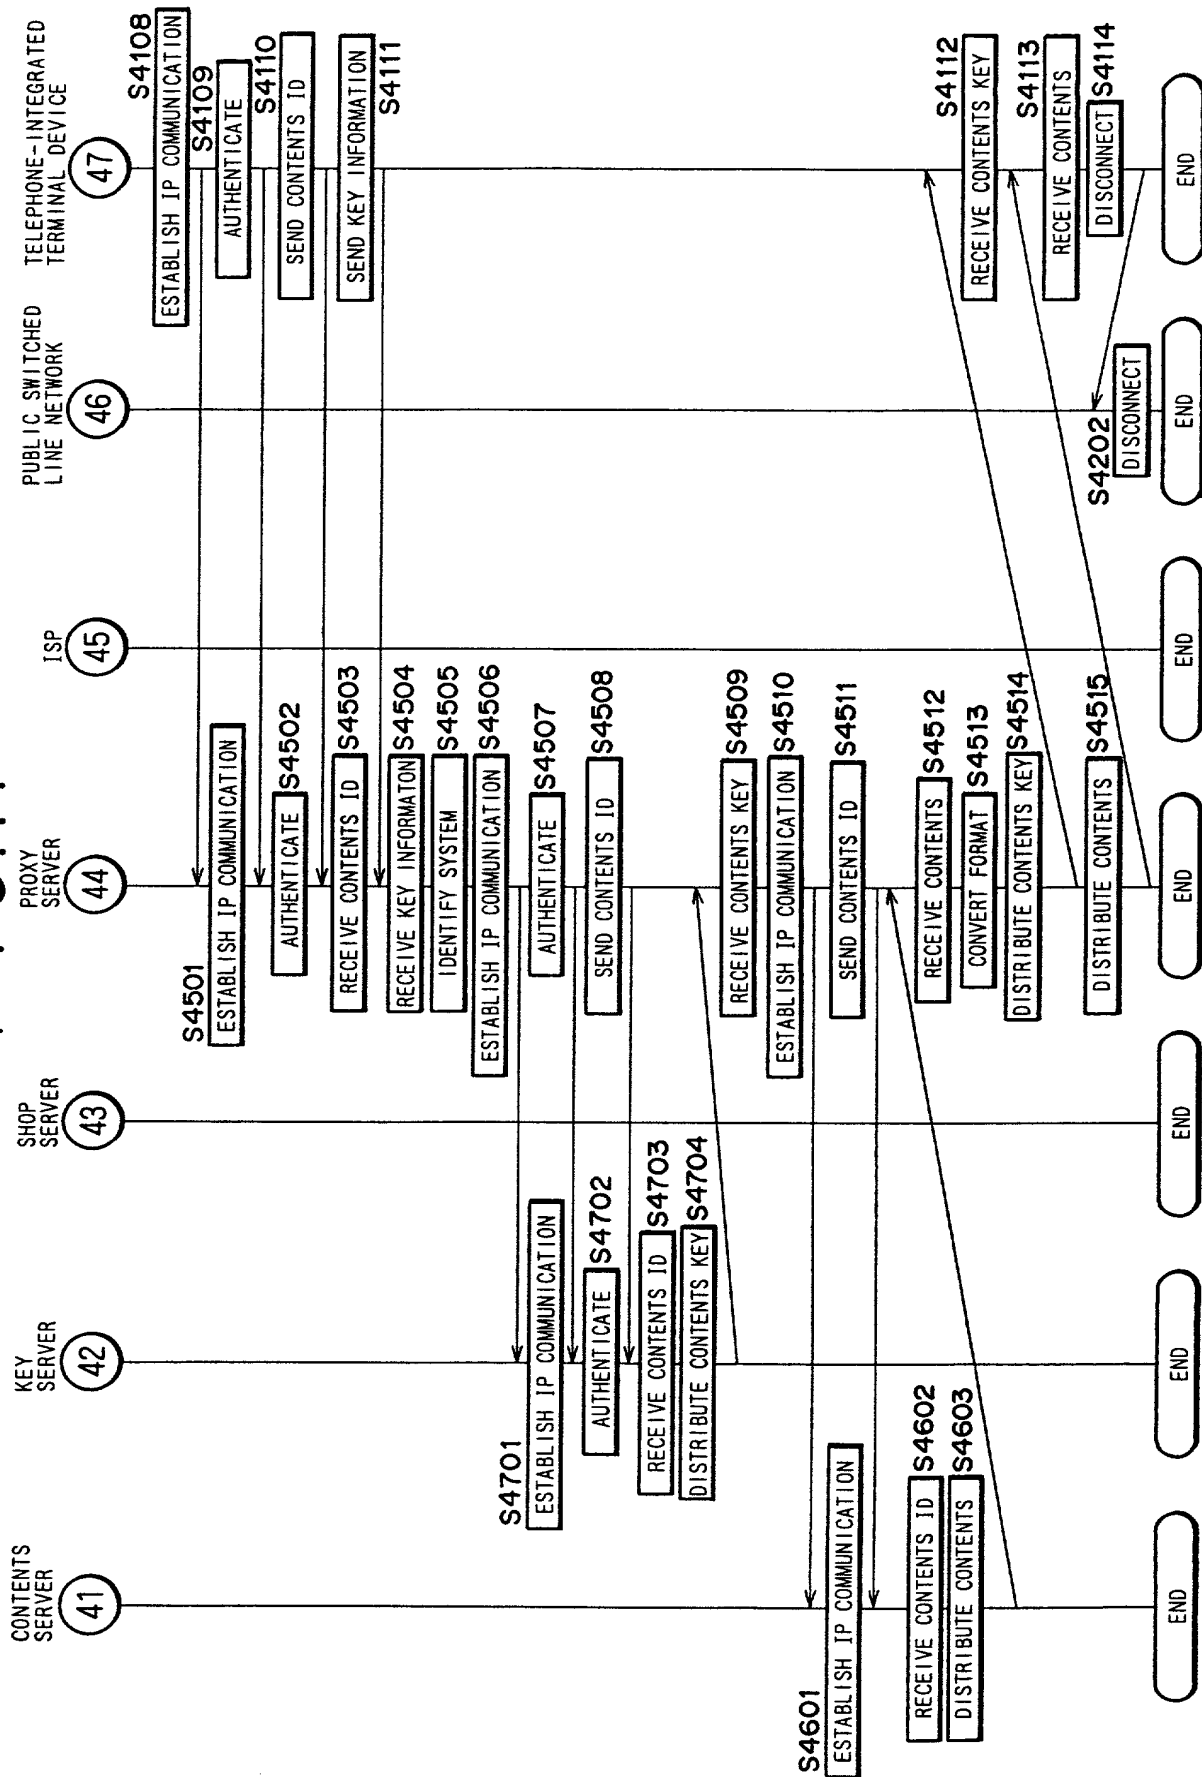 CONTENTS
SERVER
41
KEY
SERVER
42
SHOP
SERVER
43
PROXY
SERVER
44
ISP
45
PUBLIC SWITCHED
LINE NETWORK
46
TELEPHONE-INTEGRATED
TERMINAL DEVICE
47
S4108
ESTABLISH IP COMMUNICATION
S4109
AUTHENTICATE
S4110
SEND CONTENTS ID
SEND KEY INFORMATION
S4111
S4501
ESTABLISH IP COMMUNICATION
AUTHENTICATE
S4502
RECEIVE CONTENTS ID
S4503
RECEIVE KEY INFORMATON
S4504
IDENTIFY SYSTEM
S4505
ESTABLISH IP COMMUNICATION
S4506
S4701
ESTABLISH IP COMMUNICATION
AUTHENTICATE
S4507
AUTHENTICATE
S4702
SEND CONTENTS ID
S4508
RECEIVE CONTENTS ID
S4703
DISTRIBUTE CONTENTS KEY
S4704
RECEIVE CONTENTS KEY
S4509
ESTABLISH IP COMMUNICATION
S4510
S4601
ESTABLISH IP COMMUNICATION
SEND CONTENTS ID
S4511
RECEIVE CONTENTS ID
S4602
DISTRIBUTE CONTENTS
S4603
RECEIVE CONTENTS
S4512
CONVERT FORMAT
S4513
DISTRIBUTE CONTENTS KEY
S4514
RECEIVE CONTENTS KEY
S4112
DISTRIBUTE CONTENTS
S4515
RECEIVE CONTENTS
S4113
DISCONNECT
S4114
S4202
DISCONNECT
END
END
END
END
END
END
END